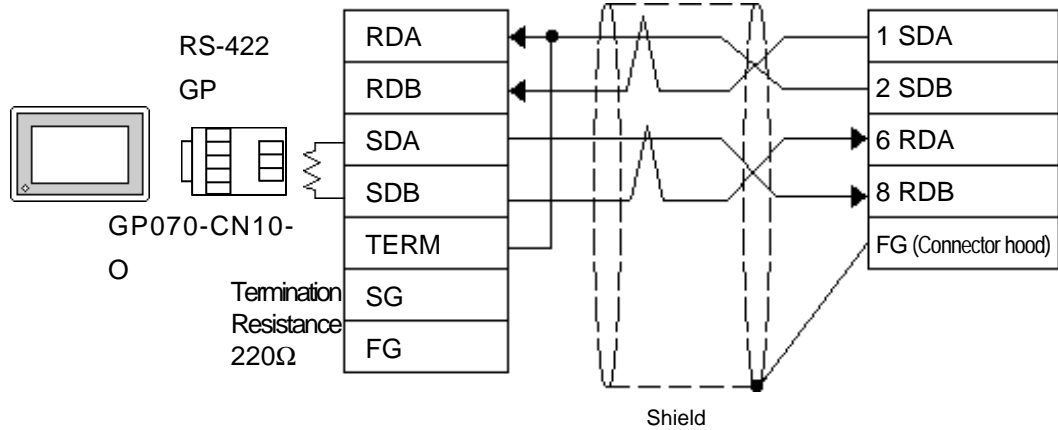 RS-422
GP
GP070-CN10-
O
Termination
Resistance
220Ω
RDA
RDB
SDA
SDB
TERM
SG
FG
Shield
1 SDA
2 SDB
6 RDA
8 RDB
FG (Connector hood)